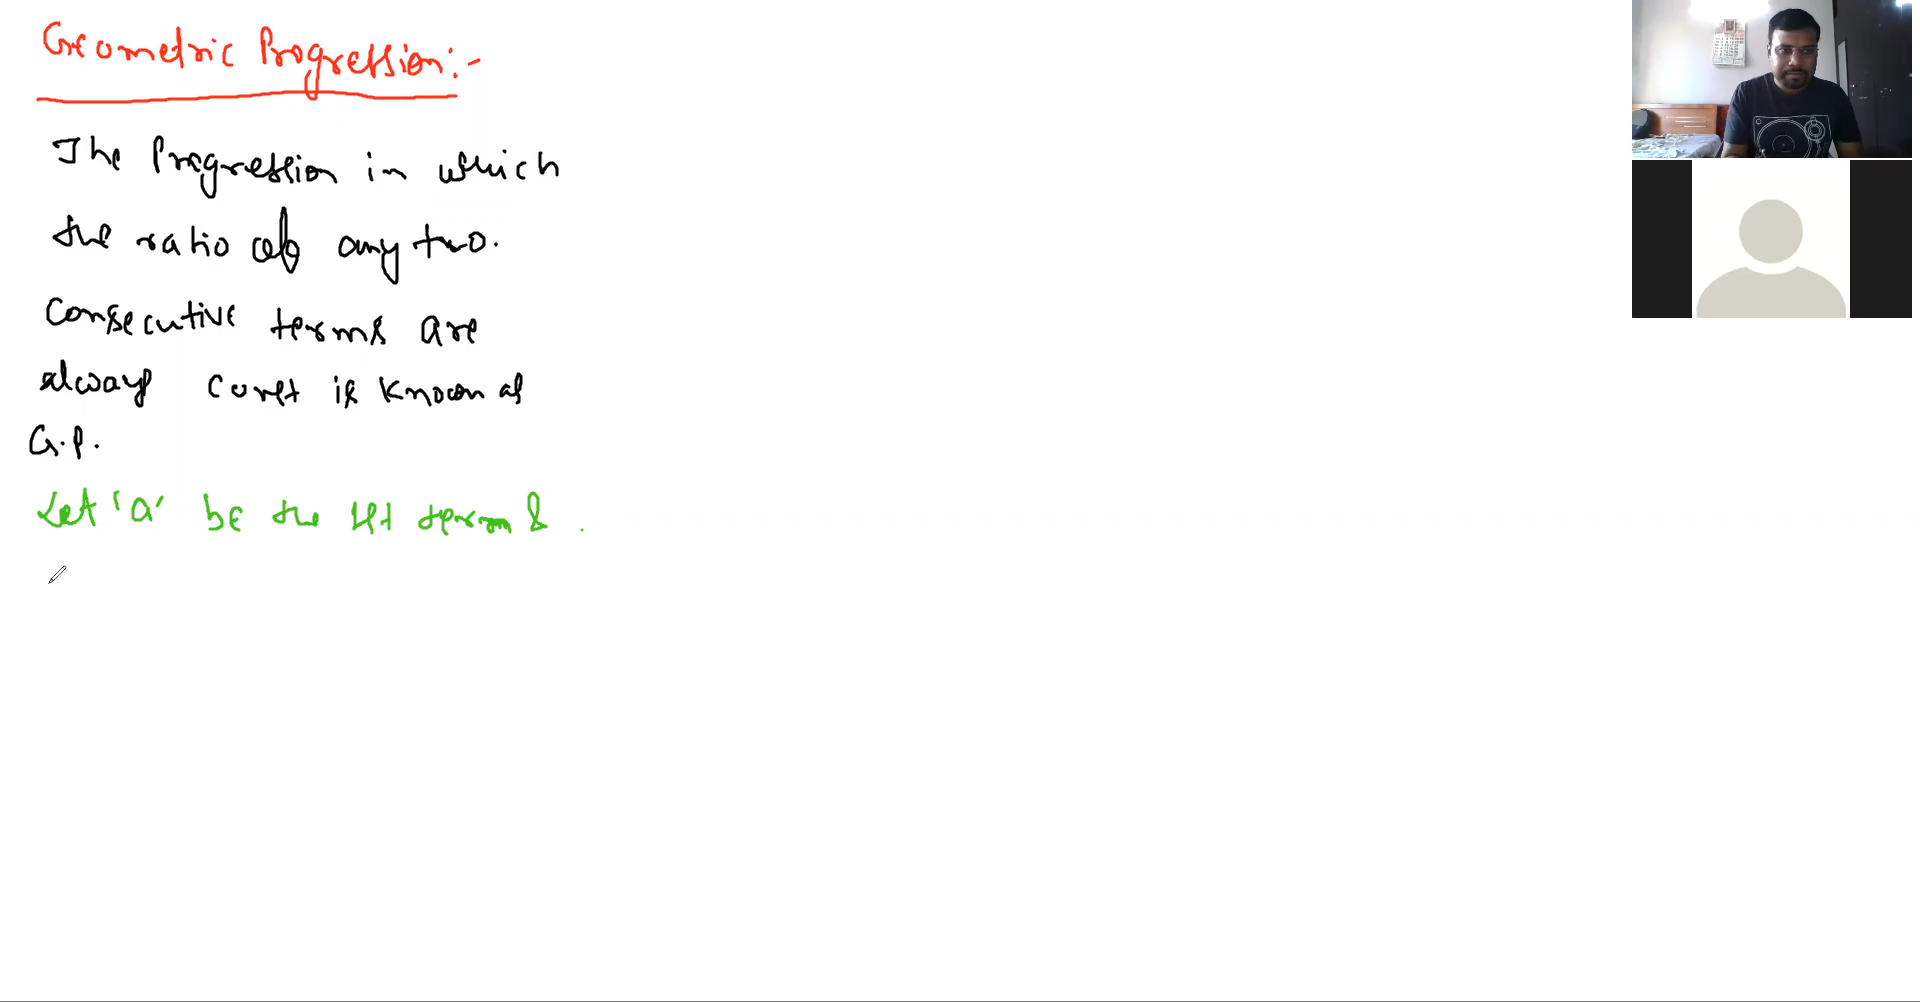 Geometric Progression :-
The Progression in which
the ratio of any two
consecutive terms are
always const is known as
G.P.
Let 'a' be the 1st term &